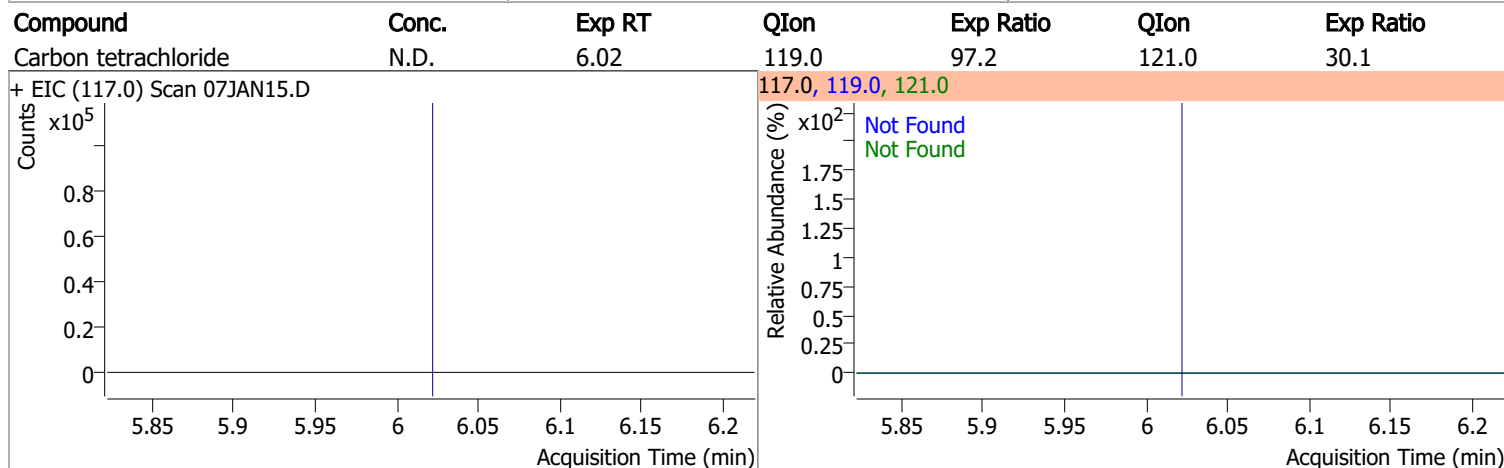 Compound Conc. Exp RT QIon Exp Ratio QIon Exp Ratio
Carbon tetrachloride N.D. 6.02 119.0 97.2 121.0 30.1
+ EIC (117.0) Scan 07JAN15.D
Counts
x10⁵
0.8
0.6
0.4
0.2
0
5.85 5.9 5.95 6 6.05 6.1 6.15 6.2
Acquisition Time (min)
117.0, 119.0, 121.0
Relative Abundance (%)
x10²
Not Found
Not Found
1.75
1.5
1.25
1
0.75
0.5
0.25
0
5.85 5.9 5.95 6 6.05 6.1 6.15 6.2
Acquisition Time (min)